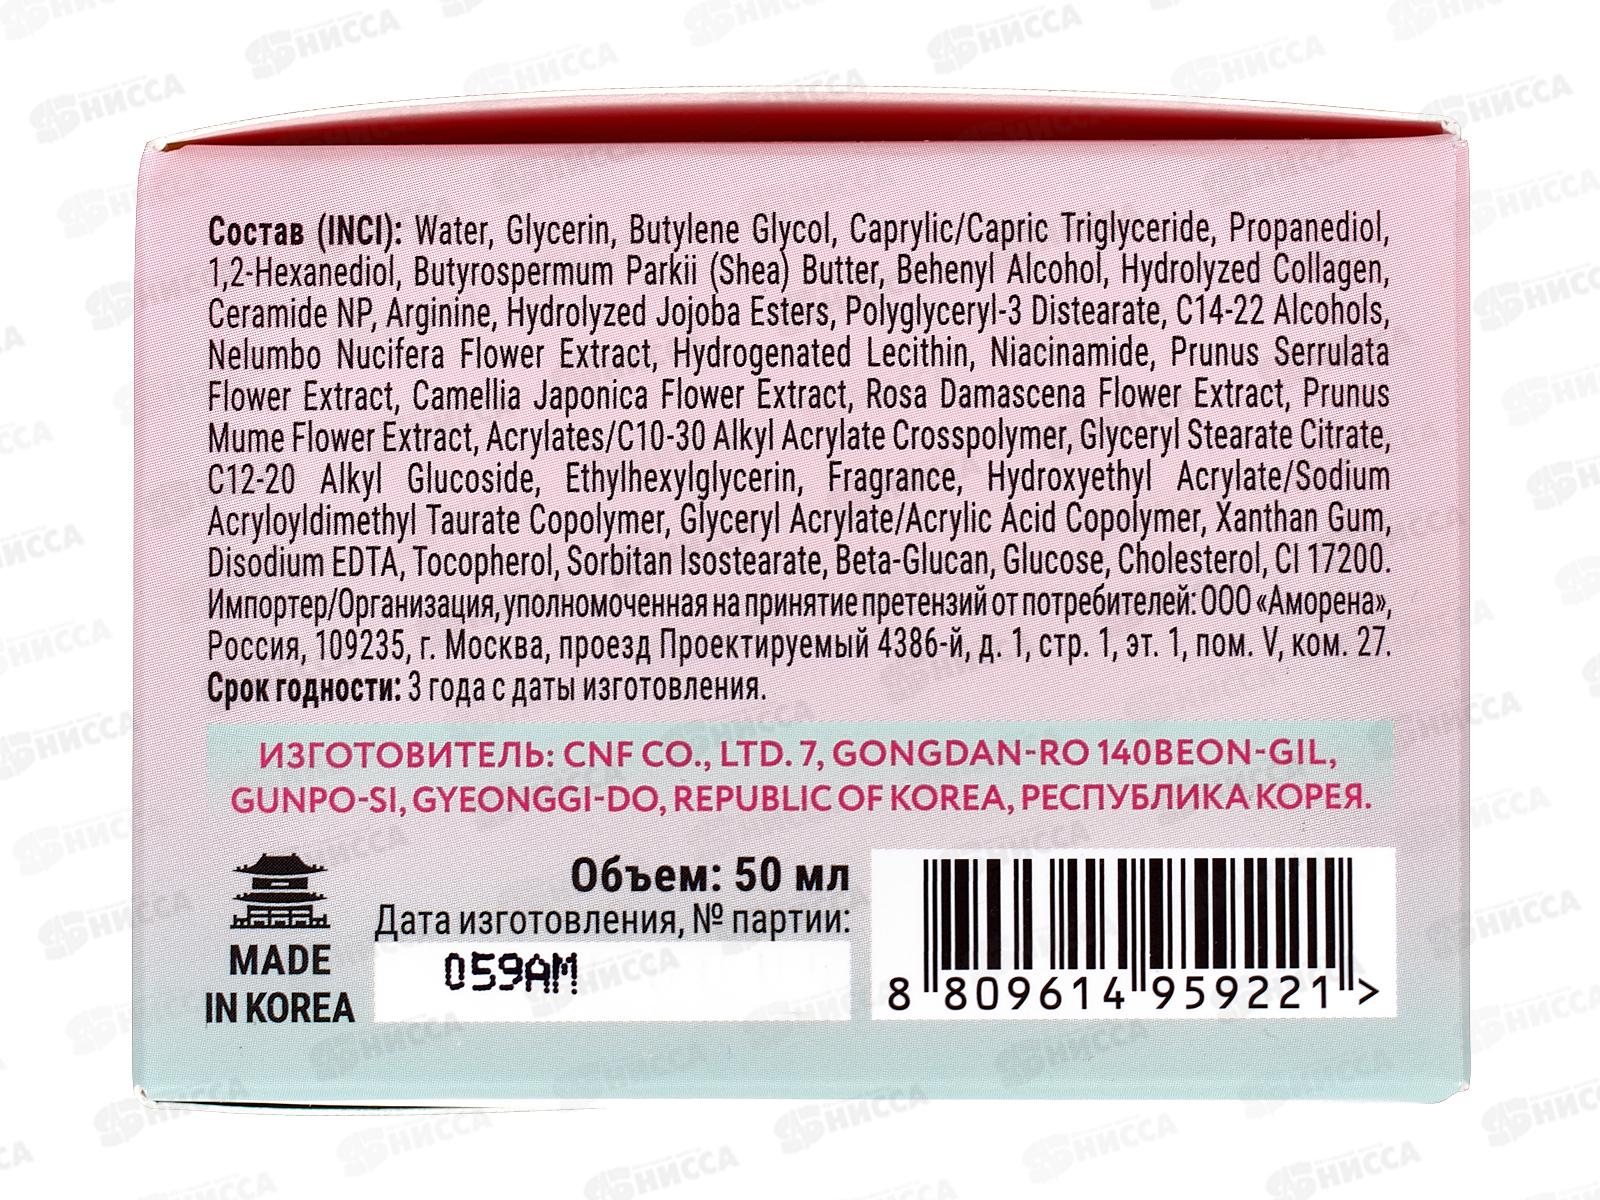 Состав (INCI): Water, Glycerin, Butylene Glycol, Caprylic/Capric Triglyceride, Propanediol,
1,2-Hexanediol, Butyrospermum Parkii (Shea) Butter, Behenyl Alcohol, Hydrolyzed Collagen,
Ceramide NP, Arginine, Hydrolyzed Jojoba Esters, Polyglyceryl-3 Distearate, C14-22 Alcohols,
Nelumbo Nucifera Flower Extract, Hydrogenated Lecithin, Niacinamide, Prunus Serrulata
Flower Extract, Camellia Japonica Flower Extract, Rosa Damascena Flower Extract, Prunus
Mume Flower Extract, Acrylates/C10-30 Alkyl Acrylate Crosspolymer, Glyceryl Stearate Citrate,
C12-20 Alkyl Glucoside, Ethylhexylglycerin, Fragrance, Hydroxyethyl Acrylate/Sodium
Acryloyldimethyl Taurate Copolymer, Glyceryl Acrylate/Acrylic Acid Copolymer, Xanthan Gum,
Disodium EDTA, Tocopherol, Sorbitan Isostearate, Beta-Glucan, Glucose, Cholesterol, CI 17200.
Импортер/Организация, уполномоченная на принятие претензий от потребителей: ООО «Аморена»,
Россия, 109235, г. Москва, проезд Проектируемый 4386-й, д. 1, стр. 1, эт. 1, пом. V, ком. 27.
Срок годности: 3 года с даты изготовления.
ИЗГОТОВИТЕЛЬ: CNF CO., LTD. 7, GONGDAN-RO 140BEON-GIL,
GUNPO-SI, GYEONGGI-DO, REPUBLIC OF KOREA, РЕСПУБЛИКА КОРЕЯ.
MADE
IN KOREA
Объем: 50 мл
Дата изготовления, № партии:
059AM
8 809614 959221 >
НИССА